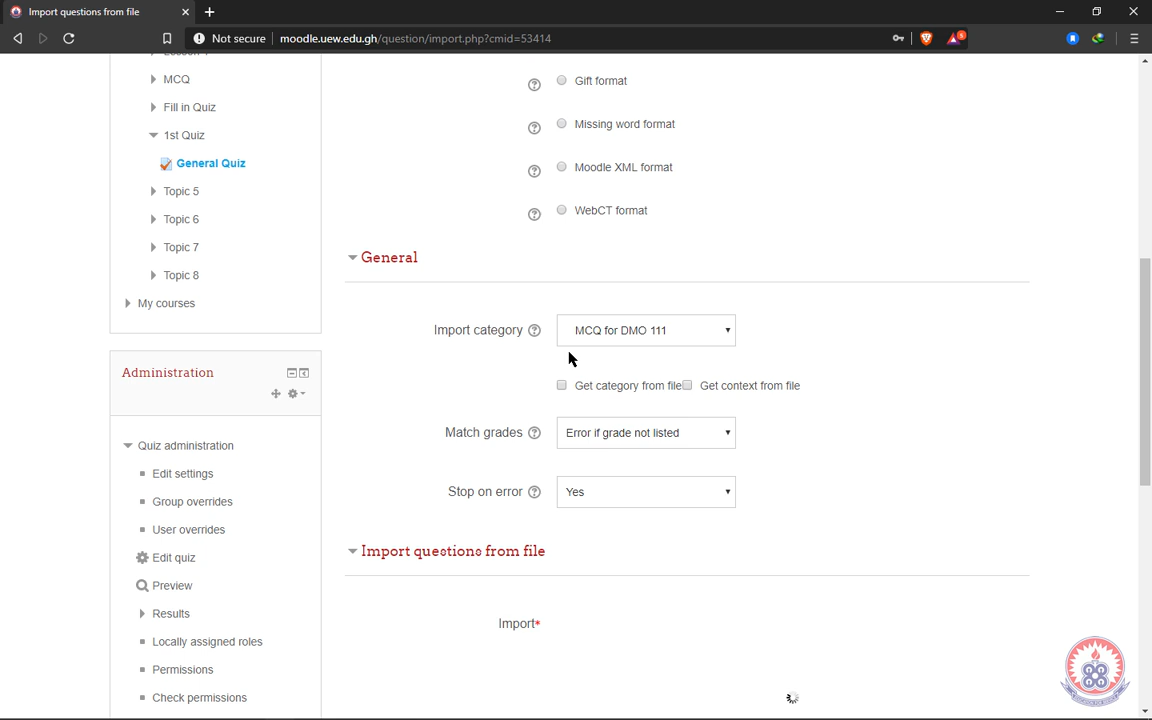 Import questions from file
Not secure
moodle.uew.edu.gh/question/import.php?cmid=53414
MCQ
Fill in Quiz
1st Quiz
General Quiz
Topic 5
Topic 6
Topic 7
Topic 8
My courses
Administration
Quiz administration
Edit settings
Group overrides
User overrides
Edit quiz
Preview
Results
Locally assigned roles
Permissions
Check permissions
Gift format
Missing word format
Moodle XML format
WebCT format
General
Import category MCQ for DMO 111
Get category from file Get context from file
Match grades Error if grade not listed
Stop on error Yes
Import questions from file
Import*